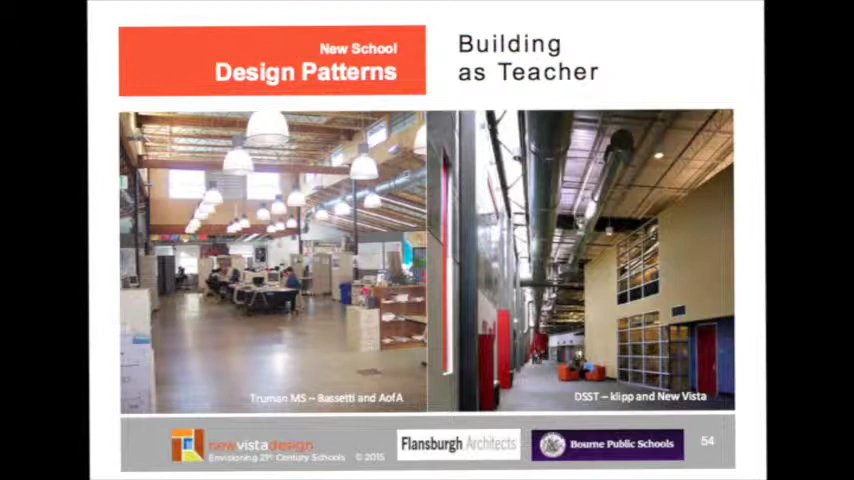 New School
Design Patterns
Building
as Teacher
Truman MS – Bassetti and AofA
DSST – klipp and New Vista
newvistadesign
Envisioning 21st Century Schools © 2015
Flansburgh Architects
Bourne Public Schools
54